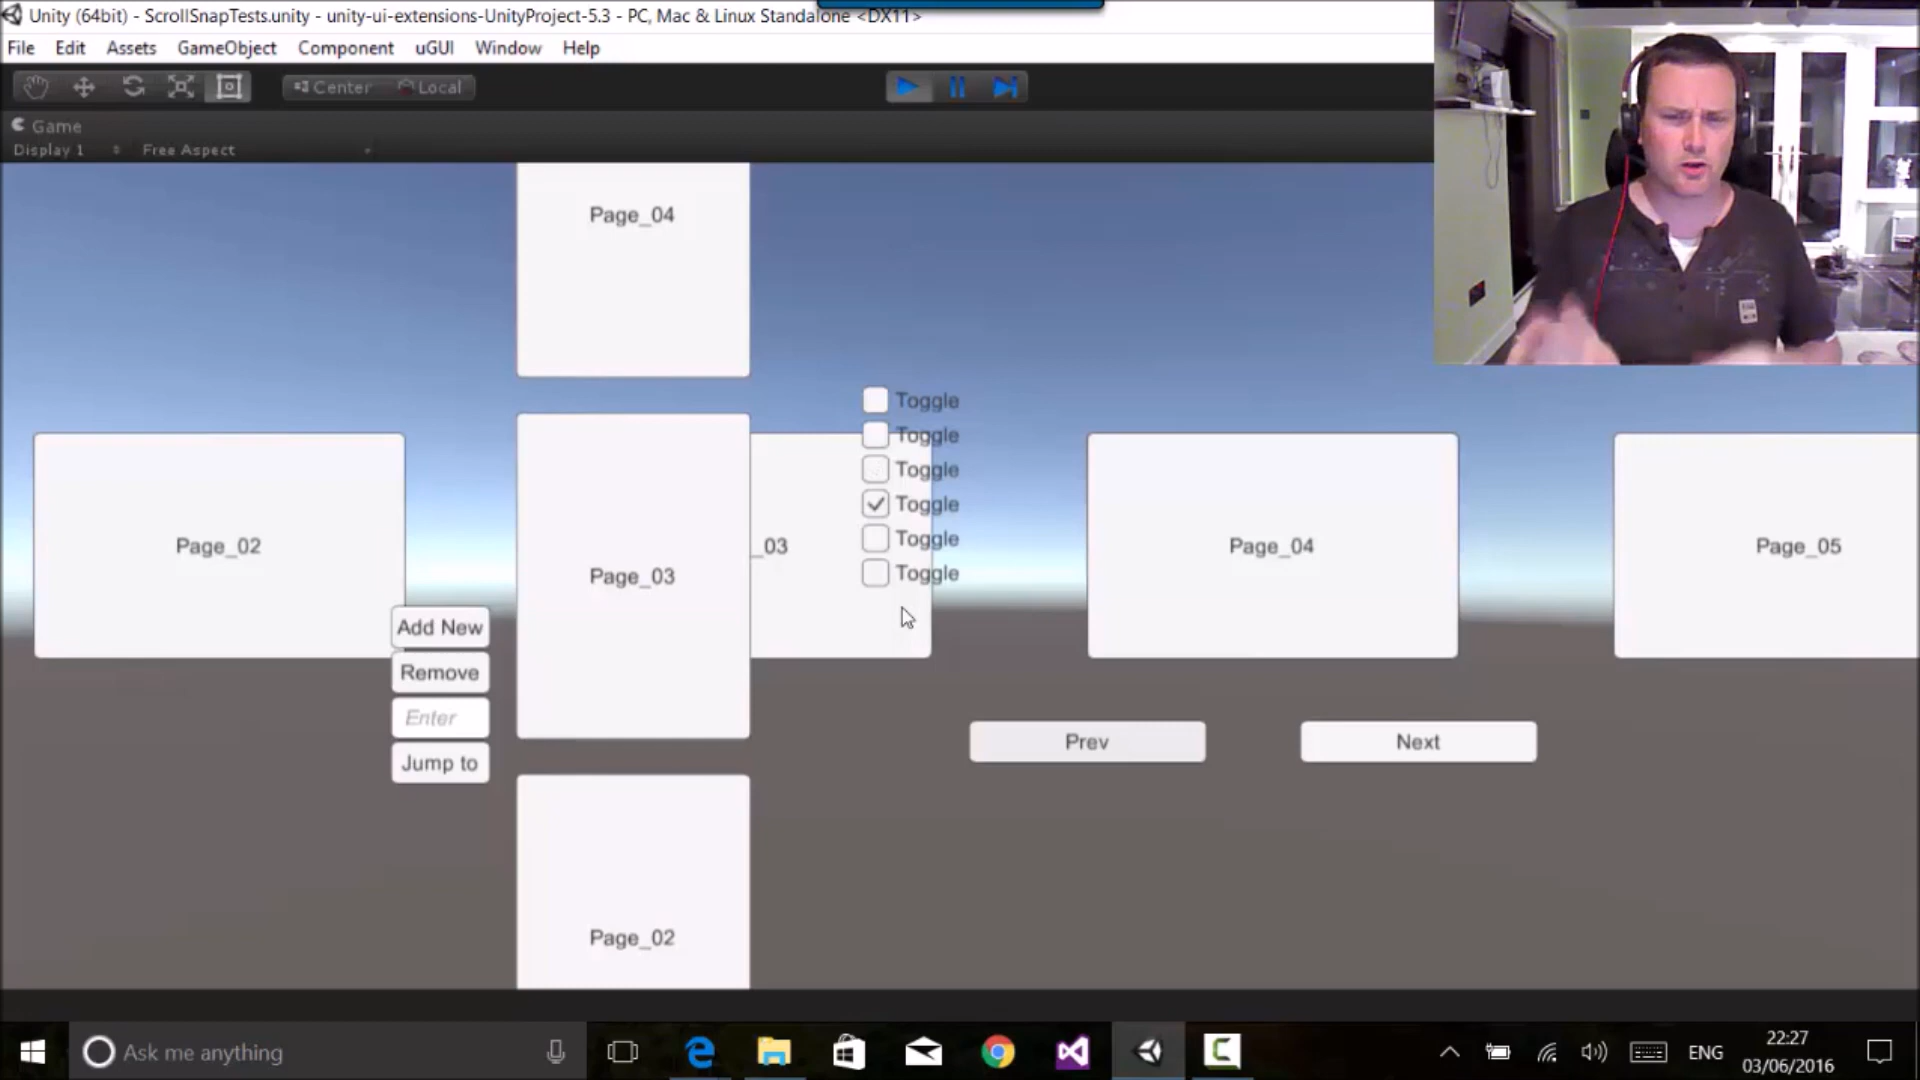 Unity (64bit) - ScrollSnapTests.unity - unity-ui-extensions-UnityProject-5.3 - PC, Mac & Linux Standalone <DX11>
File Edit Assets GameObject Component uGUI Window Help
Center Local
Game
Display 1 Free Aspect
Page_04
Toggle
Toggle
Toggle
Toggle
Toggle
Toggle
Page_02
Page_03
_03
Page_04
Page_05
Add New
Remove
Enter
Jump to
Prev
Next
Page_02
Ask me anything
ENG
22:27
03/06/2016